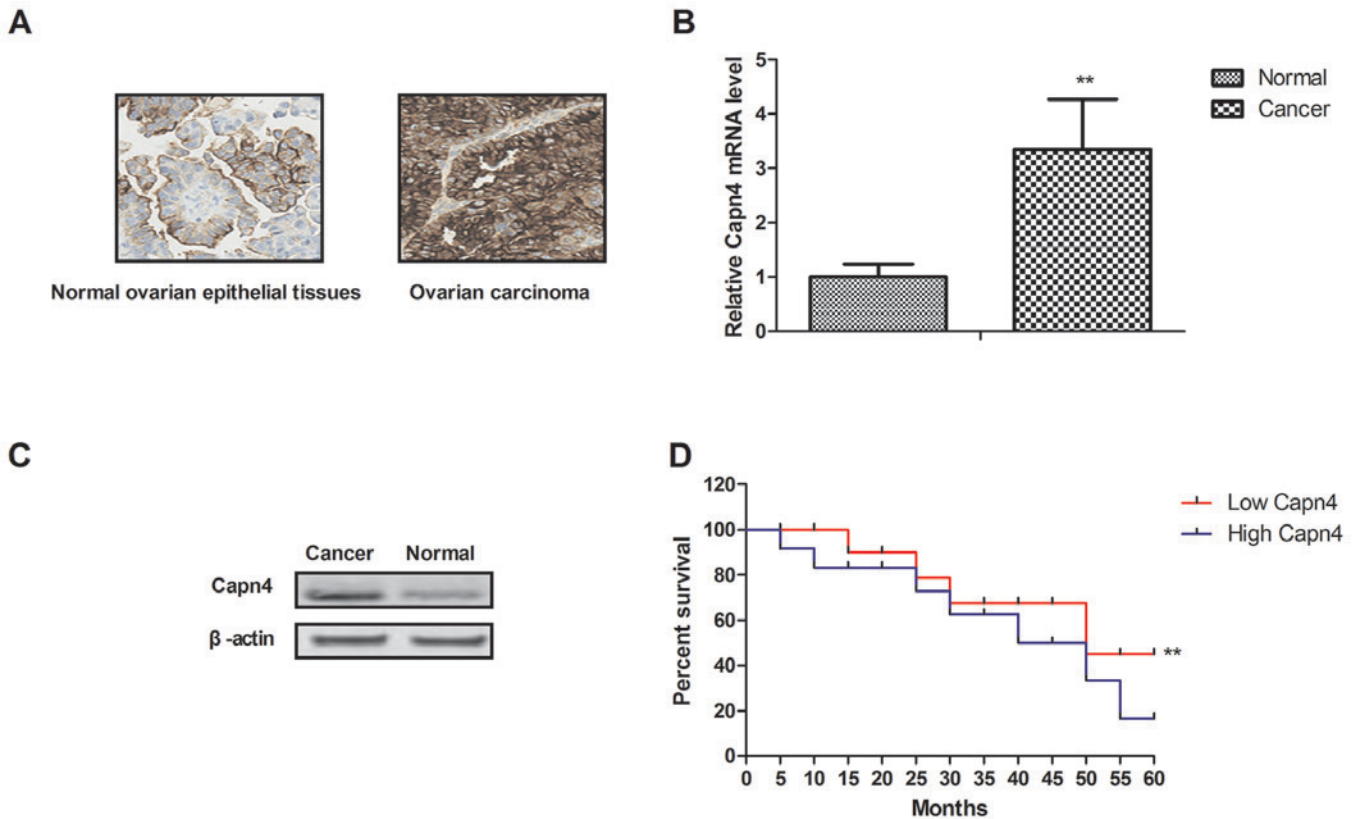 A
Normal ovarian epithelial tissues
Ovarian carcinoma
B
Relative Capn4 mRNA level
5
4
3
2
1
0
**
Normal
Cancer
C
Cancer Normal
Capn4
β-actin
D
Percent survival
120
100
80
60
40
20
0
0 5 10 15 20 25 30 35 40 45 50 55 60
Months
**
Low Capn4
High Capn4